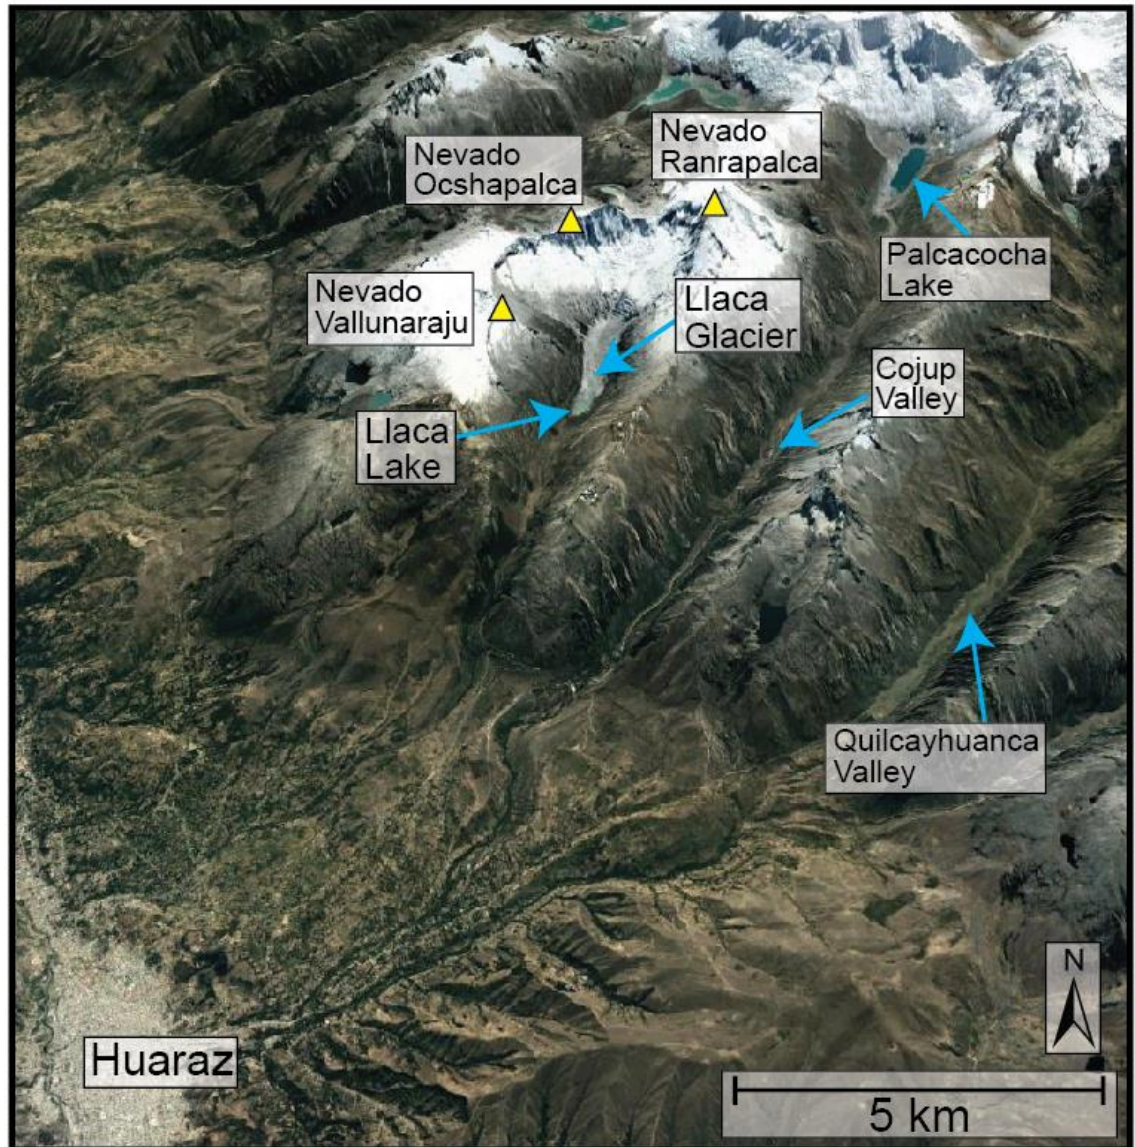 Nevado
Ocshapalca
Nevado
Ranrapalca
Palcacocha
Lake
Nevado
Vallunaraju
Llaca
Glacier
Cojup
Valley
Llaca
Lake
Quilcayhuanca
Valley
N
Huaraz
5 km